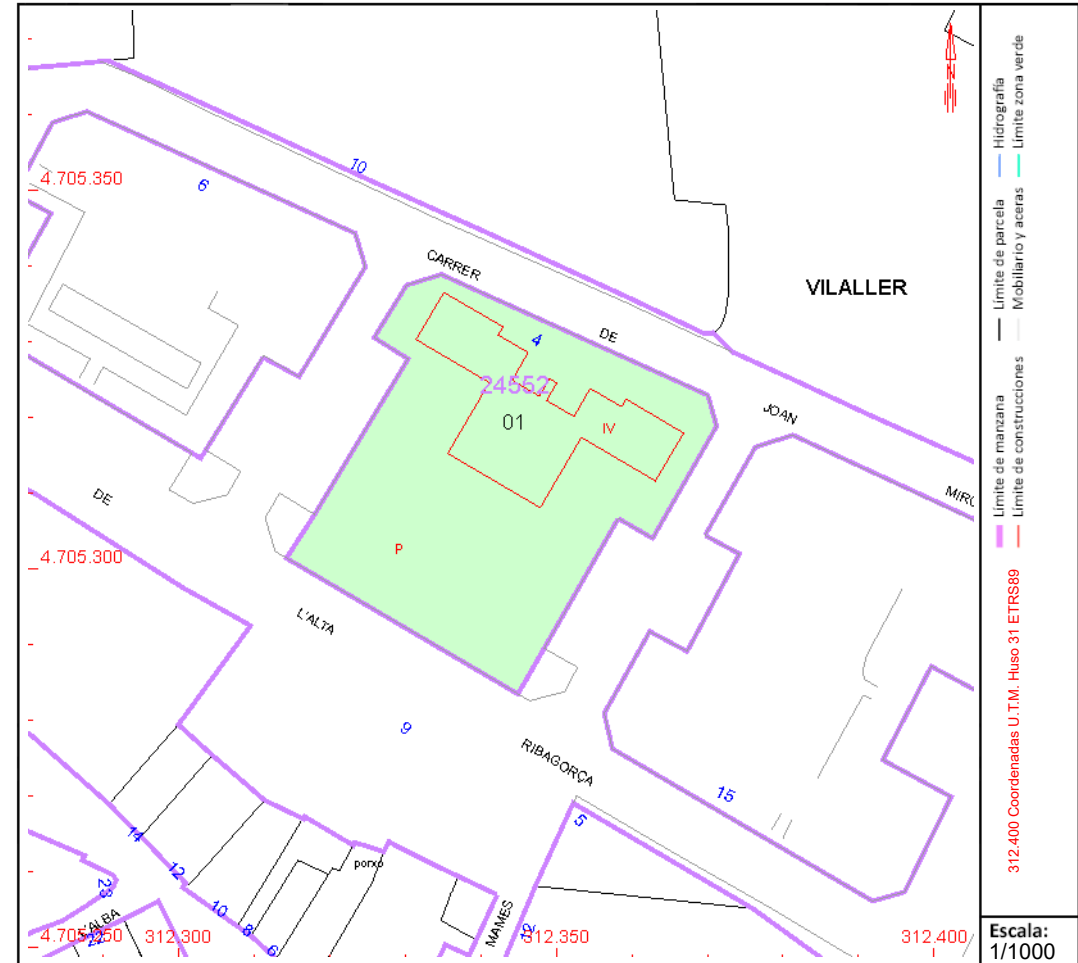 10
N
4.705.350
6
CARRER
VILALLER
4
DE
24552
01
IV
JOAN
DE
MIRÓ
P
4.705.300
L'ALTA
9
RIBAGORÇA
15
5
14
porxo
12
23
10
MAMES
L'ALBA
8
12
22
6
4.705.250
312.300
312.350
312.400
Límite de manzana
Límite de parcela
Hidrografía
312.400 Coordenadas U.T.M. Huso 31 ETRS89
Límite de construcciones
Mobiliario y aceras
Límite zona verde
Escala:
1/1000